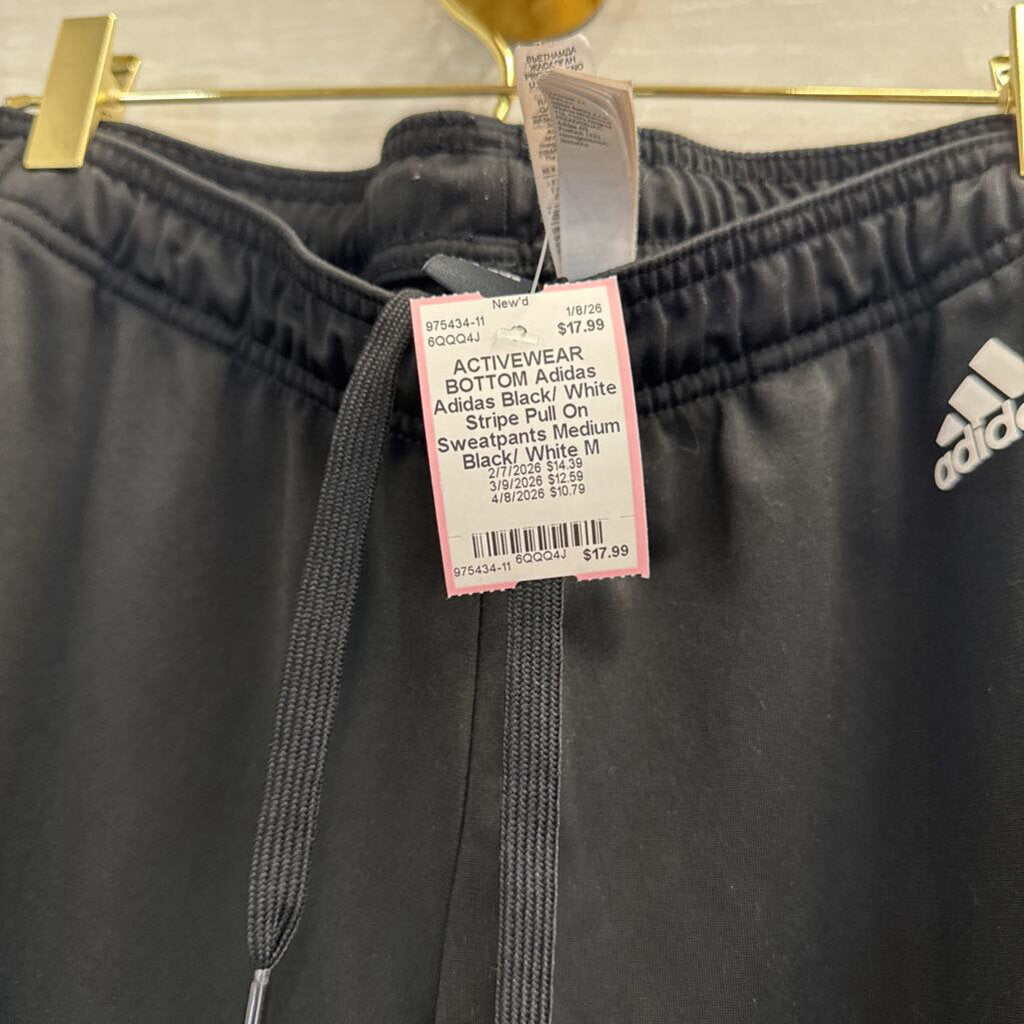 ВЬЕТНАМДА
New'd
975434-11
1/8/26
6QQQ4J
$17.99
ACTIVEWEAR
BOTTOM Adidas
Adidas Black/ White
Stripe Pull On
Sweatpants Medium
Black/ White M
2/7/2026 $14.39
3/9/2026 $12.59
4/8/2026 $10.79
975434-11 6QQQ4J $17.99
adidas